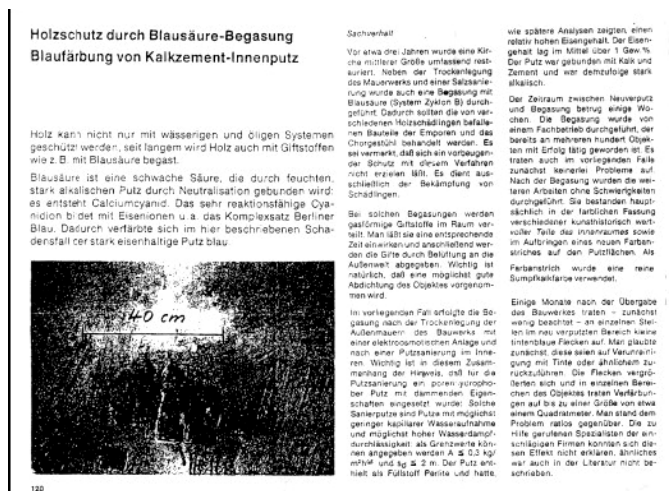 Holzschutz durch Blausäure-Begasung
Blaufärbung von Kalkzement-Innenputz
Holz kann nicht nur mit wässerigen und öligen Systemen
geschützt werden, seit langem wird Holz auch mit Giftstoffen
wie z. B. mit Blausäure begast.
Blausäure ist eine schwache Säure, die durch feuchten,
stark alkalischen Putz durch Neutralisation gebunden wird:
es entsteht Calciumcyanid. Das sehr reaktionsfähige Cya-
nidion bildet mit Eisenionen u. a. das Komplexsatz Berliner
Blau. Dadurch verfärbte sich im hier beschriebenen Scha-
densfall der stark eisenhaltige Putz blau.
40 cm
120
Sachverhalt
Vor etwa drei Jahren wurde eine Kir-
che mittlerer Größe umfassend rest-
auriert. Neben der Trockenlegung
des Mauerwerks und einer Salzsanie-
rung wurde auch eine Begasung mit
Blausäure (System Zyklon B) durch-
geführt. Dadurch sollten die von ver-
schiedenen Holzschädlingen befalle-
nen Bauteile der Emporen und das
Chorgestühl behandelt werden. Es
sei vermerkt, daß sich ein vorbeugen-
der Schutz mit diesem Verfahren
nicht erzielen läßt. Es dient aus-
schließlich der Bekämpfung von
Schädlingen.
Bei solchen Begasungen werden
gasförmige Giftstoffe im Raum ver-
teilt. Man läßt sie eine entsprechende
Zeit einwirken und anschließend wer-
den die Gifte durch Belüftung an die
Außenwelt abgegeben. Wichtig ist
natürlich, daß eine möglichst gute
Abdichtung des Objektes vorgenom-
men wird.
Im vorliegenden Fall erfolgte die Be-
gasung nach der Trockenlegung der
Außenmauern des Bauwerks mit
einer elektroosmotischen Anlage und
nach einer Putzsanierung im Inne-
ren. Wichtig ist in diesem Zusam-
menhang der Hinweis, daß für die
Putzsanierung ein poren-hydropho-
ber Putz mit dämmenden Eigen-
schaften eingesetzt wurde: Solche
Sanierputze sind Putze mit möglichst
geringer kapillarer Wasseraufnahme
und möglichst hoher Wasserdampf-
durchlässigkeit: als Grenzwerte kön-
nen angegeben werden A ≤ 0,3 kg/
und sd ≤ 2 m. Der Putz ent-
hielt als Füllstoff Perlite und hatte,
wie spätere Analysen zeigten, einen
relativ hohen Eisengehalt. Der Eisen-
gehalt lag im Mittel über 1 Gew.%
Der Putz war gebunden mit Kalk und
Zement und war demzufolge stark
alkalisch.
Der Zeitraum zwischen Neuverputz
und Begasung betrug einige Wo-
chen. Die Begasung wurde von
einem Fachbetrieb durchgeführt, der
bereits an mehreren hundert Objek-
ten mit Erfolg tätig geworden ist. Es
traten auch im vorliegenden Falle
zunächst keinerlei Probleme auf.
Nach der Begasung wurden die wei-
teren Arbeiten ohne Schwierigkeiten
durchgeführt. Sie bestanden haupt-
sächlich in der farblichen Fassung
verschiedener kunsthistorisch wert-
voller Teile des Innenraumes sowie
im Aufbringen eines neuen Farban-
striches auf den Putzflächen. Als
Farbanstrich wurde eine reine
Sumpfkalkfarbe verwendet.
Einige Monate nach der Übergabe
des Bauwerkes traten – zunächst
wenig beachtet – an einzelnen Stel-
len im neu verputzten Bereich kleine
tintenblaue Flecken auf. Man glaubte
zunächst, diese seien auf Verunreini-
gung mit Tinte oder ähnlichem zu-
rückzuführen. Die Flecken vergrö-
ßerten sich und in einzelnen Berei-
chen des Objektes traten Verfärbun-
gen auf bis zu einer Größe von etwa
einem Quadratmeter. Man stand dem
Problem ratlos gegenüber. Die zu
Hilfe gerufenen Spezialisten der ein-
schlägigen Firmen konnten sich die-
sen Effekt nicht erklären, ähnliches
war auch in der Literatur nicht be-
schrieben.